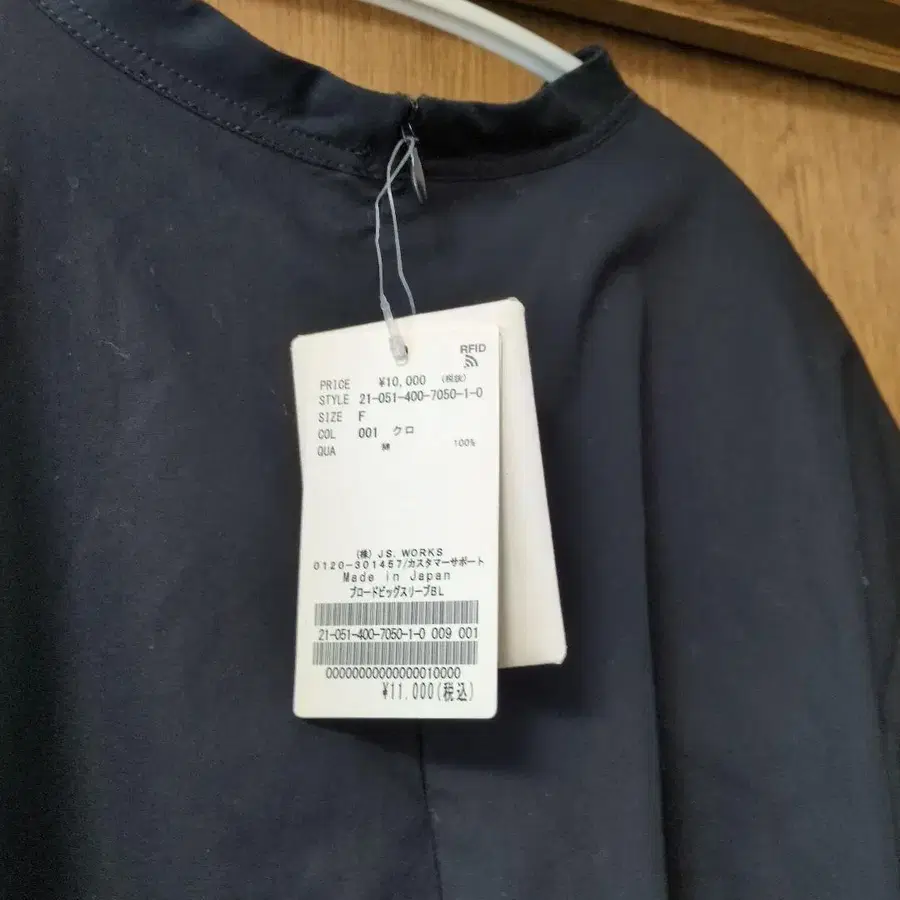 RFID
PRICE ¥10,000 (税抜)
STYLE 21-051-400-7050-1-0
SIZE F
COL 001 クロ
QUA 綿 100%
(株) JS. WORKS
0120-301457/カスタマーサポート
Made in Japan
ブロードビッグスリーブBL
21-051-400-7050-1-0 009 001
00000000000000010000
¥11,000(税込)